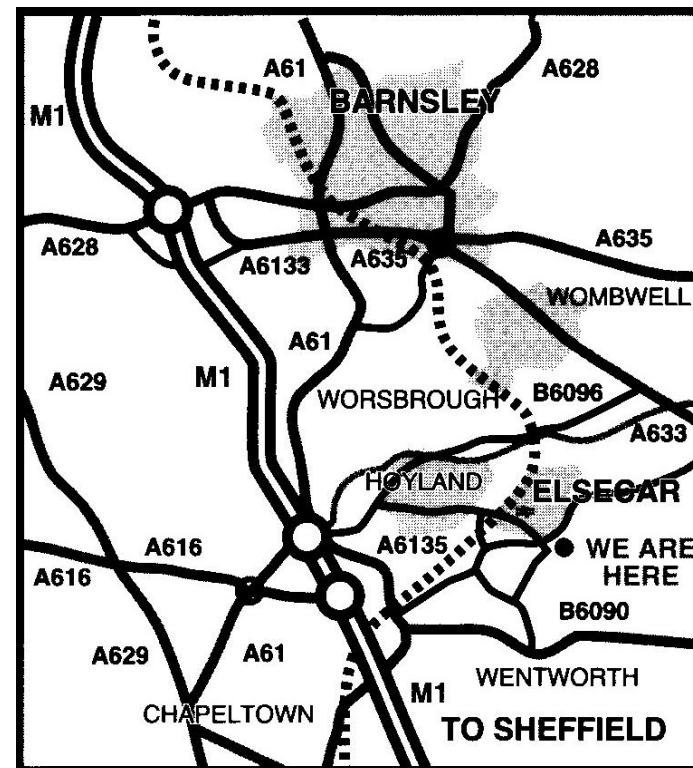 A61
A628
BARNSLEY
M1
A628
A6133
A635
A635
WOMBWELL
A61
M1
A629
WORSBROUGH
B6096
A633
HOYLAND
ELSECAR
A616
A6135
WE ARE
HERE
A616
B6090
A629
A61
WENTWORTH
M1
CHAPELTOWN
TO SHEFFIELD